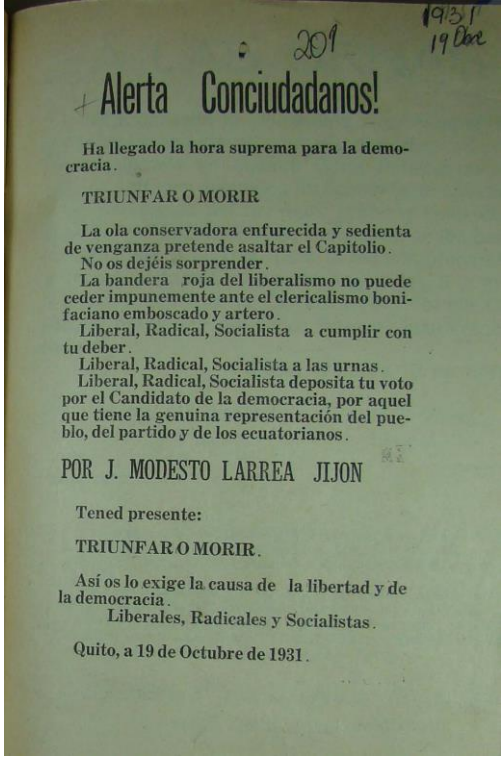 1931
19 Dbre
201
Alerta Conciudadanos!
Ha llegado la hora suprema para la demo-
cracia.
TRIUNFAR O MORIR
La ola conservadora enfurecida y sedienta
de venganza pretende asaltar el Capitolio.
No os dejéis sorprender.
La bandera roja del liberalismo no puede
ceder impunemente ante el clericalismo boni-
faciano emboscado y artero.
Liberal, Radical, Socialista a cumplir con
tu deber.
Liberal, Radical, Socialista a las urnas.
Liberal, Radical, Socialista deposita tu voto
por el Candidato de la democracia, por aquel
que tiene la genuina representación del pue-
blo, del partido y de los ecuatorianos.
POR J. MODESTO LARREA JIJON
Tened presente:
TRIUNFAR O MORIR.
Así os lo exige la causa de la libertad y de
la democracia.
Liberales, Radicales y Socialistas.
Quito, a 19 de Octubre de 1931.